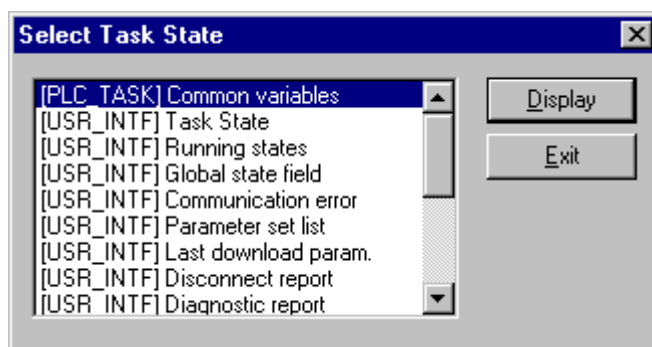 Select Task State
[PLC_TASK] Common variables
[USR_INTF] Task State
[USR_INTF] Running states
[USR_INTF] Global state field
[USR_INTF] Communication error
[USR_INTF] Parameter set list
[USR_INTF] Last download param.
[USR_INTF] Disconnect report
[USR_INTF] Diagnostic report
Display
Exit